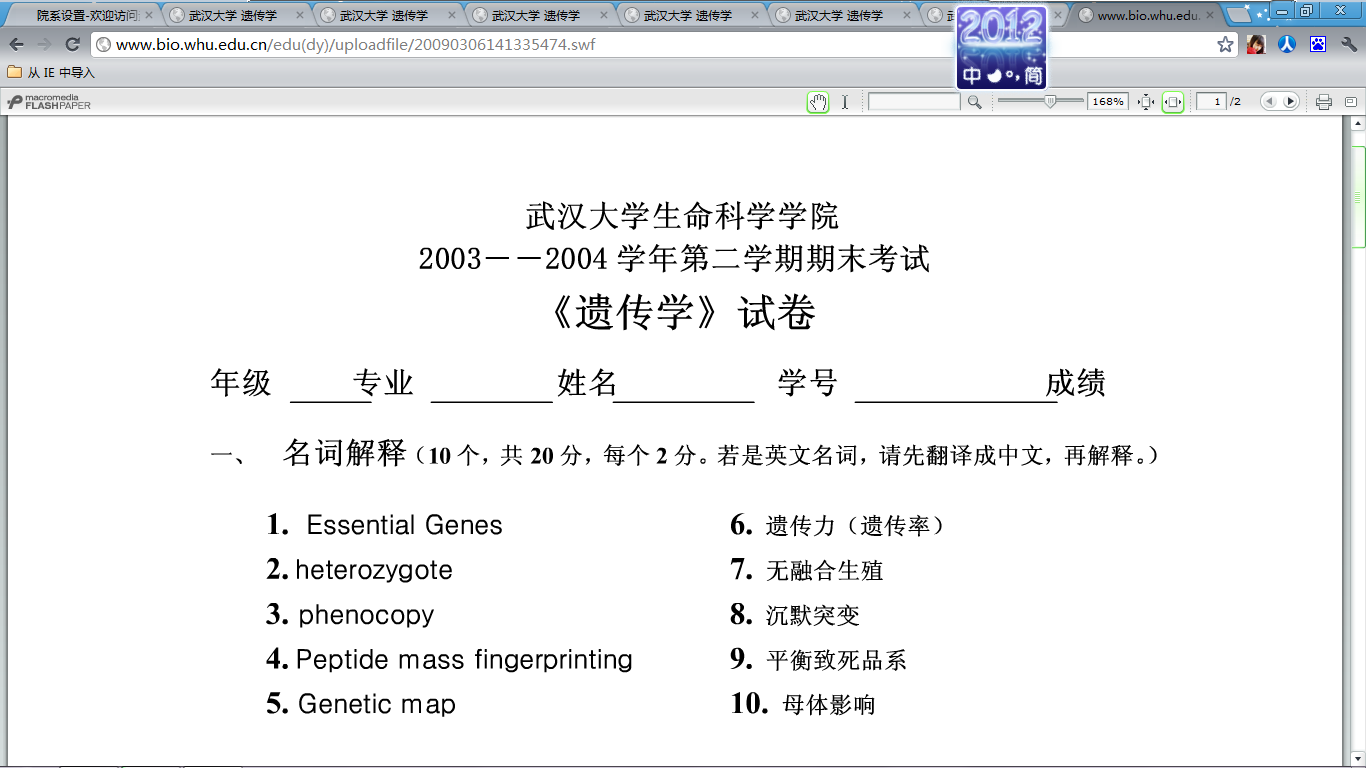 院系设置-欢迎访问 武汉大学 遗传学 武汉大学 遗传学 武汉大学 遗传学 武汉大学 遗传学 武汉大学 遗传学 www.bio.whu.edu.
www.bio.whu.edu.cn/edu(dy)/uploadfile/20090306141335474.swf
2012
中 简
从 IE 中导入
macromedia
FLASHPAPER
168% 1 /2
武汉大学生命科学学院
2003--2004 学年第二学期期末考试
《遗传学》试卷
年级 专业 姓名 学号 成绩
一、 名词解释(10 个,共 20 分,每个 2 分。若是英文名词,请先翻译成中文,再解释。)
1. Essential Genes
2. heterozygote
3. phenocopy
4. Peptide mass fingerprinting
5. Genetic map
6. 遗传力(遗传率)
7. 无融合生殖
8. 沉默突变
9. 平衡致死品系
10. 母体影响